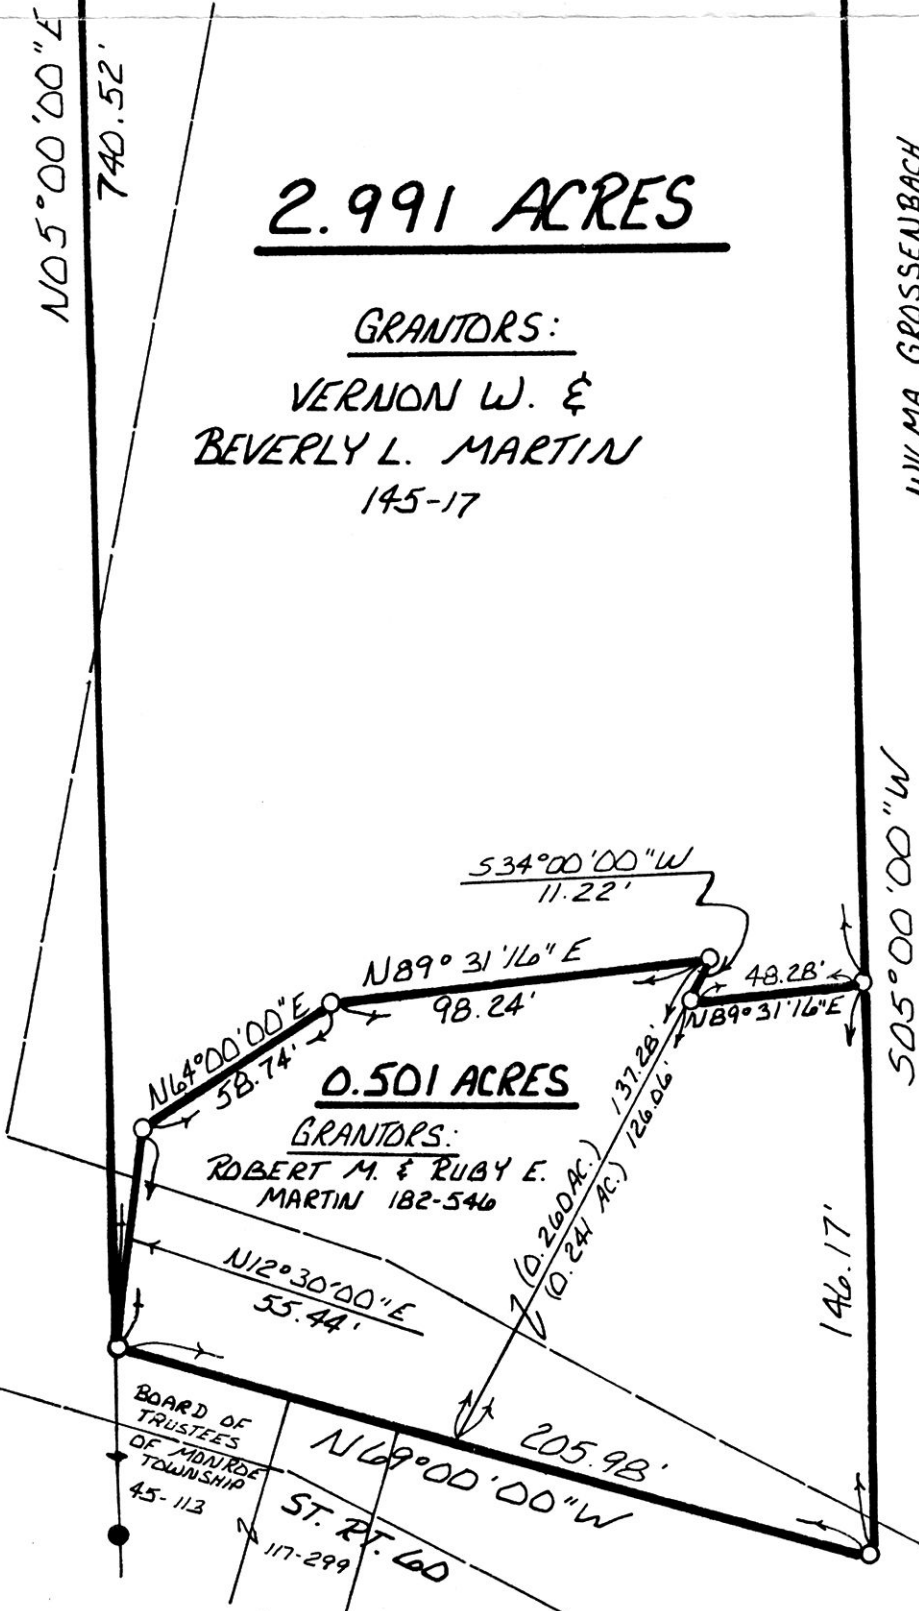 N05°00'00"E
740.52'
2.991 ACRES
GRANTORS:
VERNON W. &
BEVERLY L. MARTIN
145-17
GROSSENBACH
S05°00'00"W
S34°00'00"W
11.22'
N89°31'16"E
98.24'
48.28'
N89°31'16"E
N64°00'00"E
58.74'
0.501 ACRES
GRANTORS:
ROBERT M. & RUBY E.
MARTIN 182-546
(0.260 AC.) 137.28'
(0.241 AC.) 126.06'
146.17'
N12°30'00"E
55.44'
BOARD OF
TRUSTEES
OF MONROE
TOWNSHIP
45-113
N69°00'00"W
205.98'
ST. RT. 60
117-299